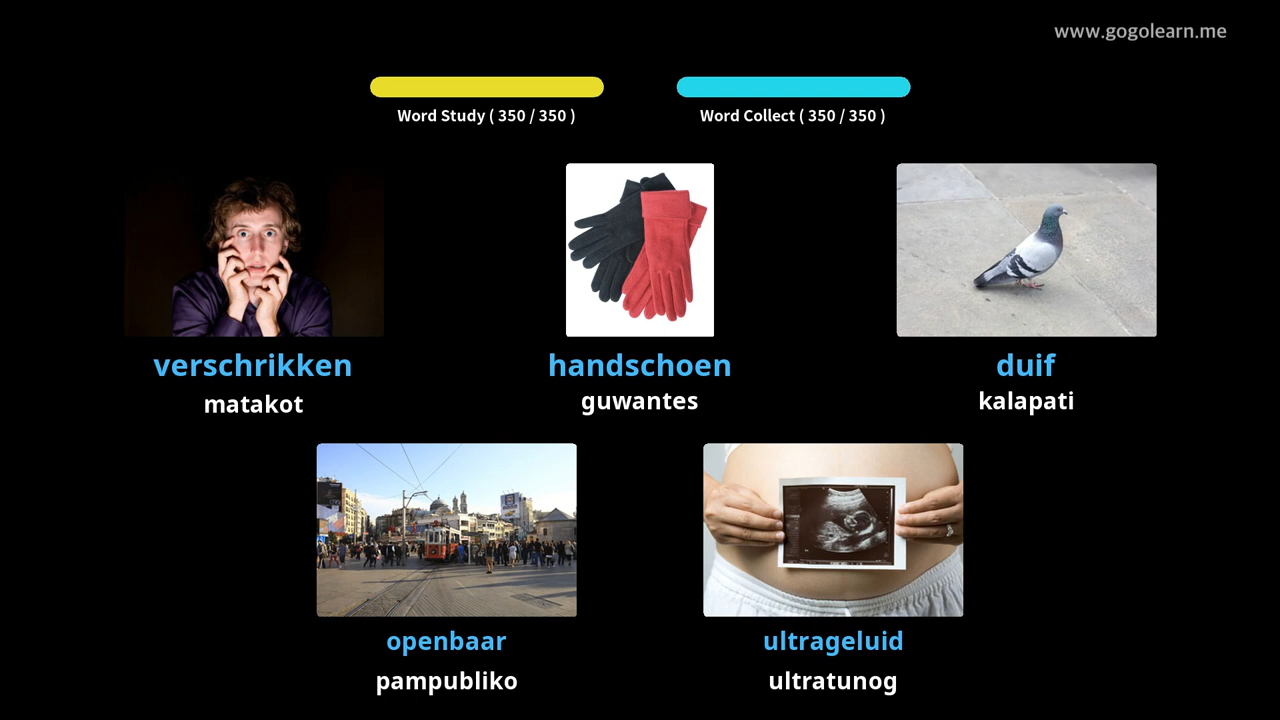 www.gogolearn.me
Word Study ( 350 / 350 )
Word Collect ( 350 / 350 )
verschrikken
matakot
handschoen
guwantes
duif
kalapati
openbaar
pampubliko
ultrageluid
ultratunog